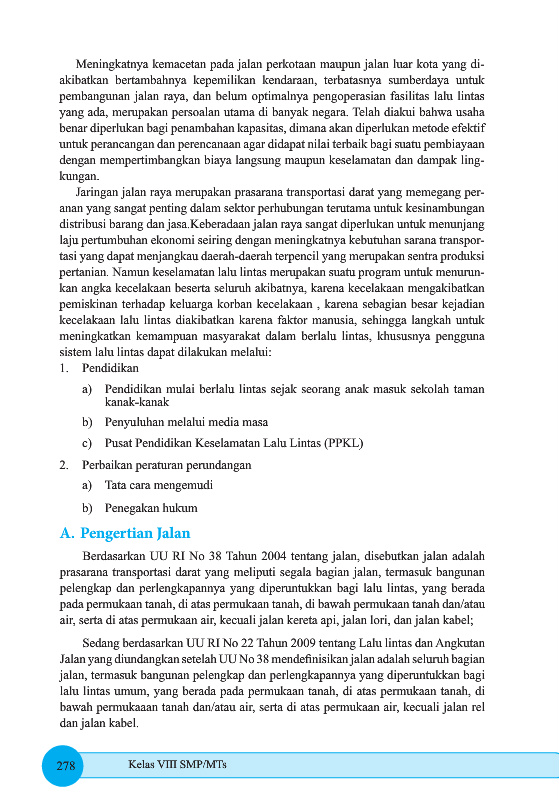 Meningkatnya kemacetan pada jalan perkotaan maupun jalan luar kota yang di-
akibatkan bertambahnya kepemilikan kendaraan, terbatasnya sumberdaya untuk
pembangunan jalan raya, dan belum optimalnya pengoperasian fasilitas lalu lintas
yang ada, merupakan persoalan utama di banyak negara. Telah diakui bahwa usaha
benar diperlukan bagi penambahan kapasitas, dimana akan diperlukan metode efektif
untuk perancangan dan perencanaan agar didapat nilai terbaik bagi suatu pembiayaan
dengan mempertimbangkan biaya langsung maupun keselamatan dan dampak ling-
kungan.
Jaringan jalan raya merupakan prasarana transportasi darat yang memegang per-
anan yang sangat penting dalam sektor perhubungan terutama untuk kesinambungan
distribusi barang dan jasa.Keberadaan jalan raya sangat diperlukan untuk menunjang
laju pertumbuhan ekonomi seiring dengan meningkatnya kebutuhan sarana transpor-
tasi yang dapat menjangkau daerah-daerah terpencil yang merupakan sentra produksi
pertanian. Namun keselamatan lalu lintas merupakan suatu program untuk menurun-
kan angka kecelakaan beserta seluruh akibatnya, karena kecelakaan mengakibatkan
pemiskinan terhadap keluarga korban kecelakaan , karena sebagian besar kejadian
kecelakaan lalu lintas diakibatkan karena faktor manusia, sehingga langkah untuk
meningkatkan kemampuan masyarakat dalam berlalu lintas, khususnya pengguna
sistem lalu lintas dapat dilakukan melalui:
1. Pendidikan
a) Pendidikan mulai berlalu lintas sejak seorang anak masuk sekolah taman
kanak-kanak
b) Penyuluhan melalui media masa
c) Pusat Pendidikan Keselamatan Lalu Lintas (PPKL)
2. Perbaikan peraturan perundangan
a) Tata cara mengemudi
b) Penegakan hukum
A. Pengertian Jalan
Berdasarkan UU RI No 38 Tahun 2004 tentang jalan, disebutkan jalan adalah
prasarana transportasi darat yang meliputi segala bagian jalan, termasuk bangunan
pelengkap dan perlengkapannya yang diperuntukkan bagi lalu lintas, yang berada
pada permukaan tanah, di atas permukaan tanah, di bawah permukaan tanah dan/atau
air, serta di atas permukaan air, kecuali jalan kereta api, jalan lori, dan jalan kabel;
Sedang berdasarkan UU RI No 22 Tahun 2009 tentang Lalu lintas dan Angkutan
Jalan yang diundangkan setelah UU No 38 mendefinisikan jalan adalah seluruh bagian
jalan, termasuk bangunan pelengkap dan perlengkapannya yang diperuntukkan bagi
lalu lintas umum, yang berada pada permukaan tanah, di atas permukaan tanah, di
bawah permukaaan tanah dan/atau air, serta di atas permukaan air, kecuali jalan rel
dan jalan kabel.
278 Kelas VIII SMP/MTs